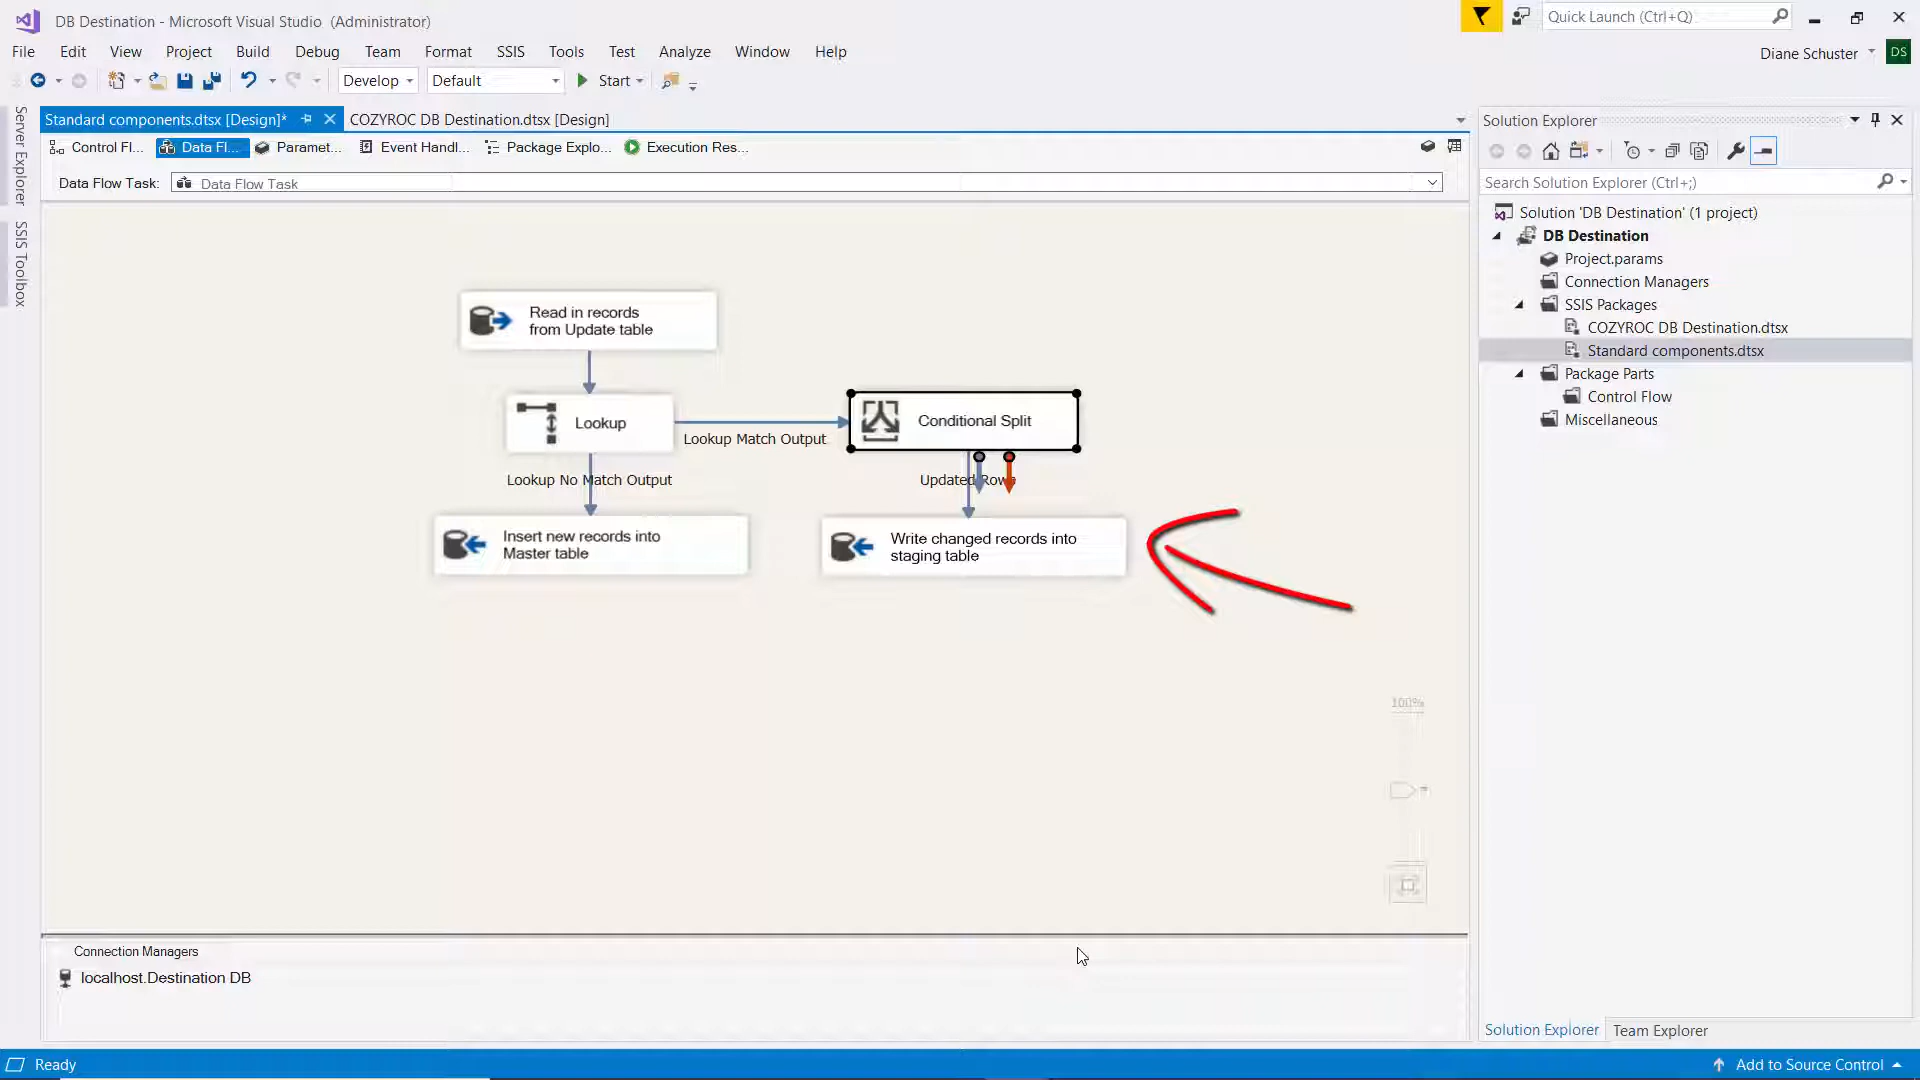 DB Destination - Microsoft Visual Studio (Administrator)
Quick Launch (Ctrl+Q)
File Edit View Project Build Debug Team Format SSIS Tools Test Analyze Window Help
Diane Schuster DS
Develop Default Start
Server Explorer
SSIS Toolbox
Standard components.dtsx [Design]* COZYROC DB Destination.dtsx [Design]
Control Fl... Data Fl... Paramet... Event Handl... Package Explo... Execution Res...
Data Flow Task: Data Flow Task
Read in records
from Update table
Lookup
Lookup Match Output
Conditional Split
Lookup No Match Output
Updated Rows
Insert new records into
Master table
Write changed records into
staging table
100%
Connection Managers
localhost.Destination DB
Solution Explorer
Search Solution Explorer (Ctrl+;)
Solution 'DB Destination' (1 project)
DB Destination
Project.params
Connection Managers
SSIS Packages
COZYROC DB Destination.dtsx
Standard components.dtsx
Package Parts
Control Flow
Miscellaneous
Solution Explorer Team Explorer
Ready
Add to Source Control